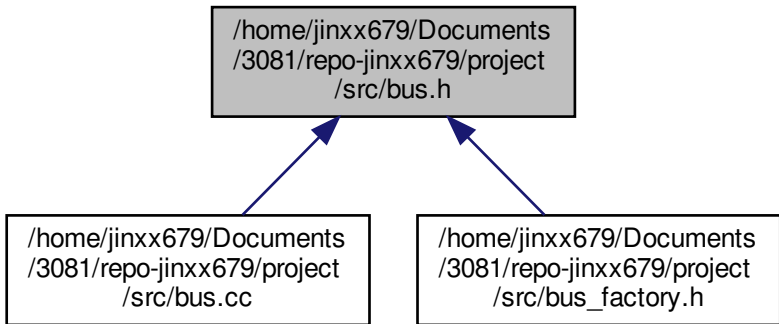 /home/jinxx679/Documents
/3081/repo-jinxx679/project
/src/bus.h
/home/jinxx679/Documents
/3081/repo-jinxx679/project
/src/bus.cc
/home/jinxx679/Documents
/3081/repo-jinxx679/project
/src/bus_factory.h